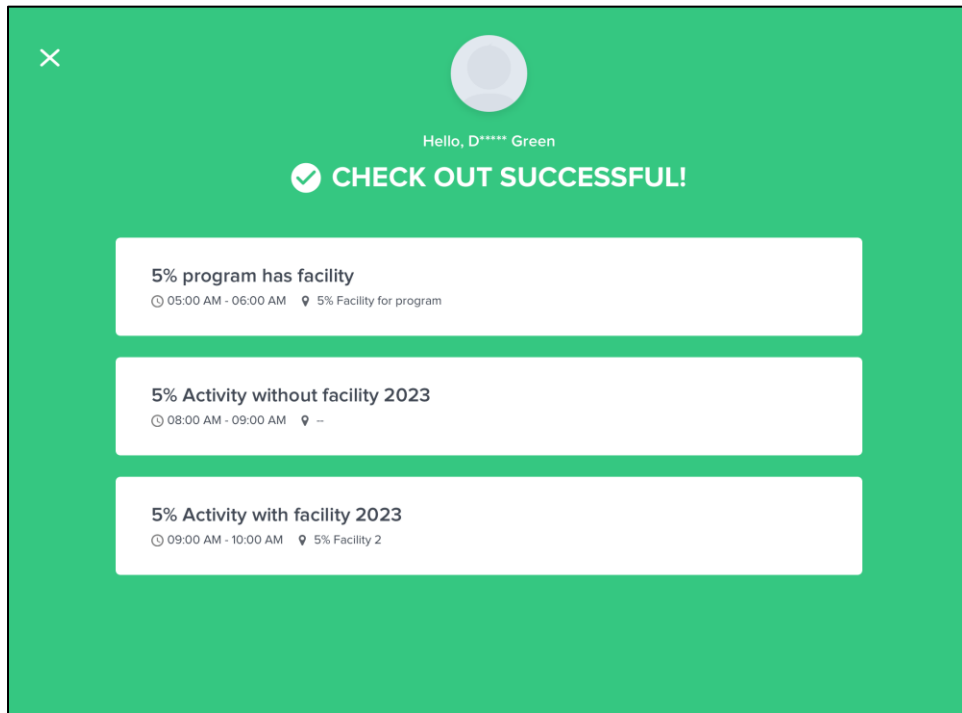 Hello, D***** Green
CHECK OUT SUCCESSFUL!
5% program has facility
05:00 AM - 06:00 AM 5% Facility for program
5% Activity without facility 2023
08:00 AM - 09:00 AM --
5% Activity with facility 2023
09:00 AM - 10:00 AM 5% Facility 2